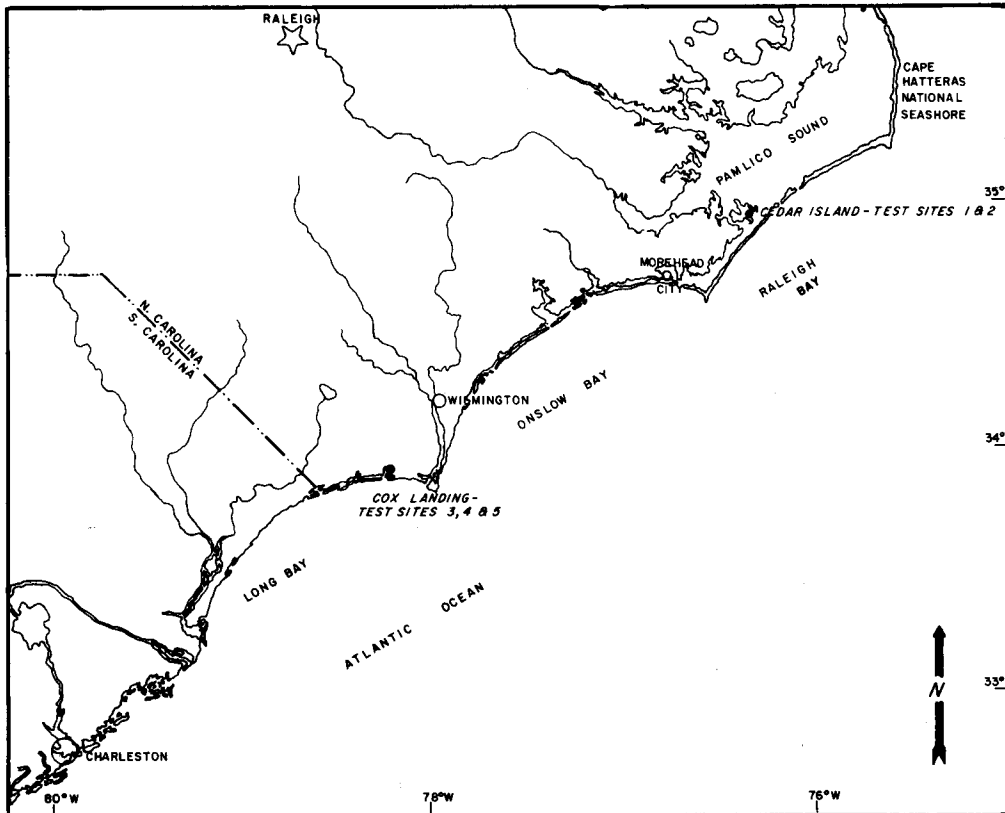 RALEIGH
CAPE
HATTERAS
NATIONAL
SEASHORE
PAMLICO SOUND
35°
CEDAR ISLAND-TEST SITES 1 & 2
MOREHEAD
CITY
RALEIGH
BAY
N. CAROLINA
S. CAROLINA
WILMINGTON
ONSLOW BAY
34°
COX LANDING-
TEST SITES 3, 4 & 5
LONG BAY
ATLANTIC OCEAN
N
33°
CHARLESTON
80°W
78°W
76°W